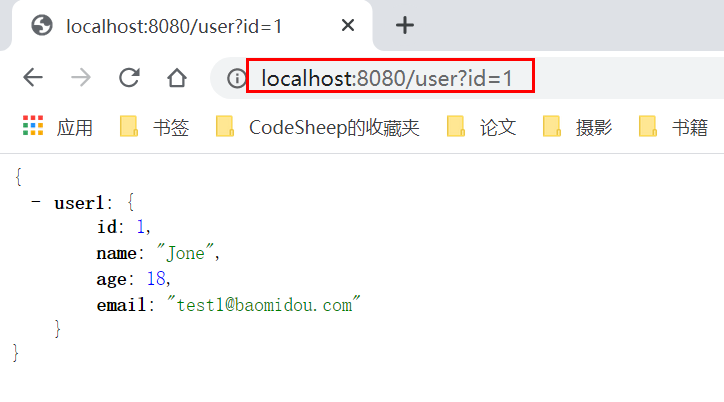 localhost:8080/user?id=1
localhost:8080/user?id=1
应用 书签 CodeSheep的收藏夹 论文 摄影 书籍
{
- user1: {
id: 1,
name: "Jone",
age: 18,
email: "test1@baomidou.com"
}
}